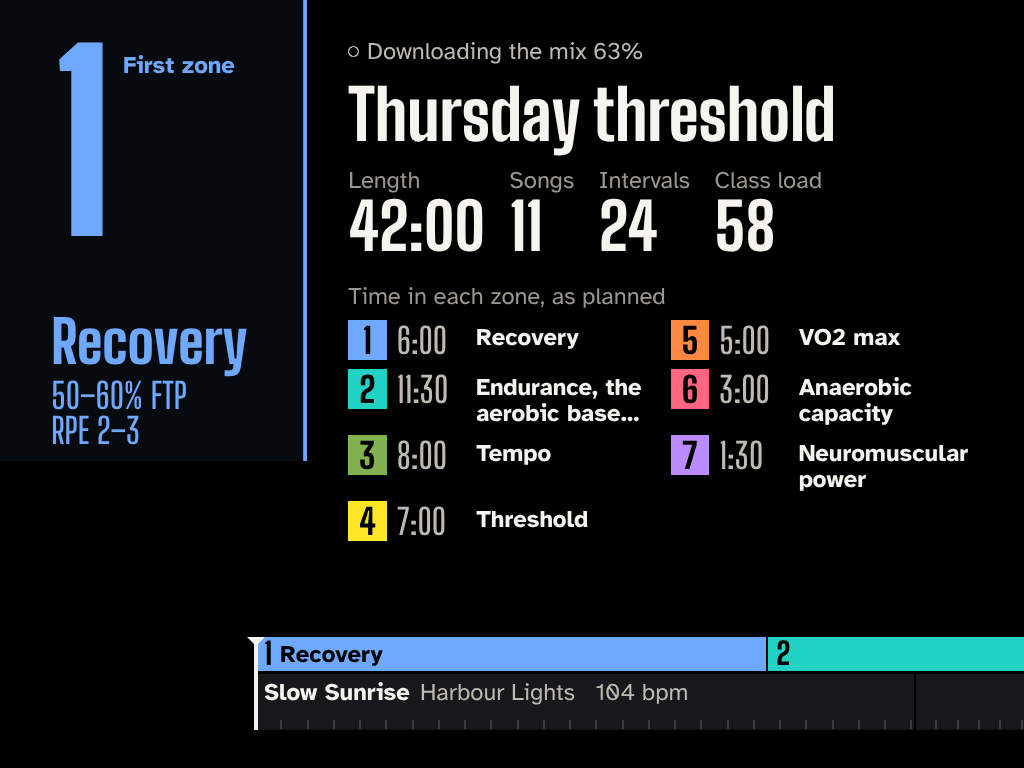 1 First zone
Recovery
50–60% FTP
RPE 2–3
Downloading the mix 63%
Thursday threshold
Length Songs Intervals Class load
42:00 11 24 58
Time in each zone, as planned
1 6:00 Recovery
2 11:30 Endurance, the
aerobic base...
3 8:00 Tempo
4 7:00 Threshold
5 5:00 VO2 max
6 3:00 Anaerobic
capacity
7 1:30 Neuromuscular
power
1 Recovery 2
Slow Sunrise Harbour Lights 104 bpm